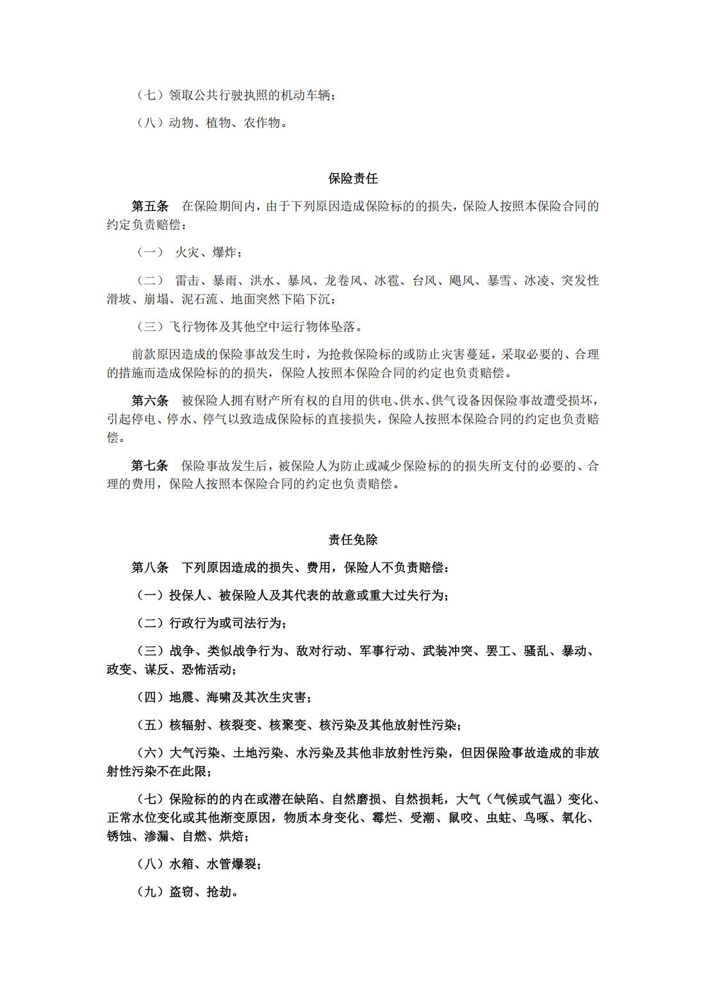 （七）领取公共行驶执照的机动车辆；
（八）动物、植物、农作物。
保险责任
第五条　在保险期间内，由于下列原因造成保险标的的损失，保险人按照本保险合同的
约定负责赔偿：
（一）　火灾、爆炸；
（二）　雷击、暴雨、洪水、暴风、龙卷风、冰雹、台风、飓风、暴雪、冰凌、突发性
滑坡、崩塌、泥石流、地面突然下陷下沉；
（三）飞行物体及其他空中运行物体坠落。
前款原因造成的保险事故发生时，为抢救保险标的或防止灾害蔓延，采取必要的、合理
的措施而造成保险标的的损失，保险人按照本保险合同的约定也负责赔偿。
第六条　被保险人拥有财产所有权的自用的供电、供水、供气设备因保险事故遭受损坏，
引起停电、停水、停气以致造成保险标的直接损失，保险人按照本保险合同的约定也负责赔
偿。
第七条　保险事故发生后，被保险人为防止或减少保险标的的损失所支付的必要的、合
理的费用，保险人按照本保险合同的约定也负责赔偿。
责任免除
第八条　下列原因造成的损失、费用，保险人不负责赔偿：
（一）投保人、被保险人及其代表的故意或重大过失行为；
（二）行政行为或司法行为；
（三）战争、类似战争行为、敌对行动、军事行动、武装冲突、罢工、骚乱、暴动、
政变、谋反、恐怖活动；
（四）地震、海啸及其次生灾害；
（五）核辐射、核裂变、核聚变、核污染及其他放射性污染；
（六）大气污染、土地污染、水污染及其他非放射性污染，但因保险事故造成的非放
射性污染不在此限；
（七）保险标的的内在或潜在缺陷、自然磨损、自然损耗，大气（气候或气温）变化、
正常水位变化或其他渐变原因，物质本身变化、霉烂、受潮、鼠咬、虫蛀、鸟啄、氧化、
锈蚀、渗漏、自燃、烘焙；
（八）水箱、水管爆裂；
（九）盗窃、抢劫。